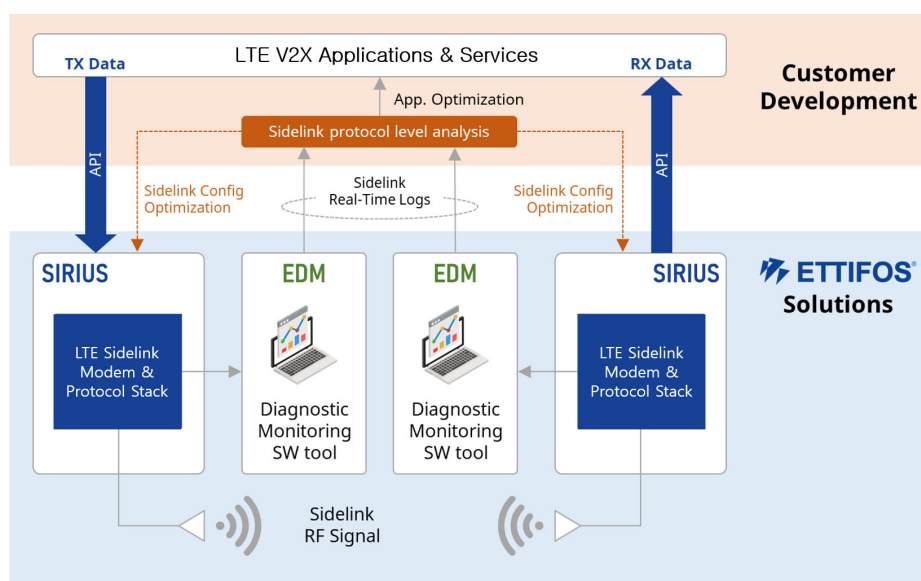 LTE V2X Applications & Services
TX Data
RX Data
Customer
Development
App. Optimization
Sidelink protocol level analysis
API
API
Sidelink Config
Optimization
Sidelink
Real-Time Logs
Sidelink Config
Optimization
SIRIUS
EDM
EDM
SIRIUS
ETTIFOS®
Solutions
LTE Sidelink
Modem &
Protocol Stack
LTE Sidelink
Modem &
Protocol Stack
Diagnostic
Monitoring
SW tool
Diagnostic
Monitoring
SW tool
Sidelink
RF Signal